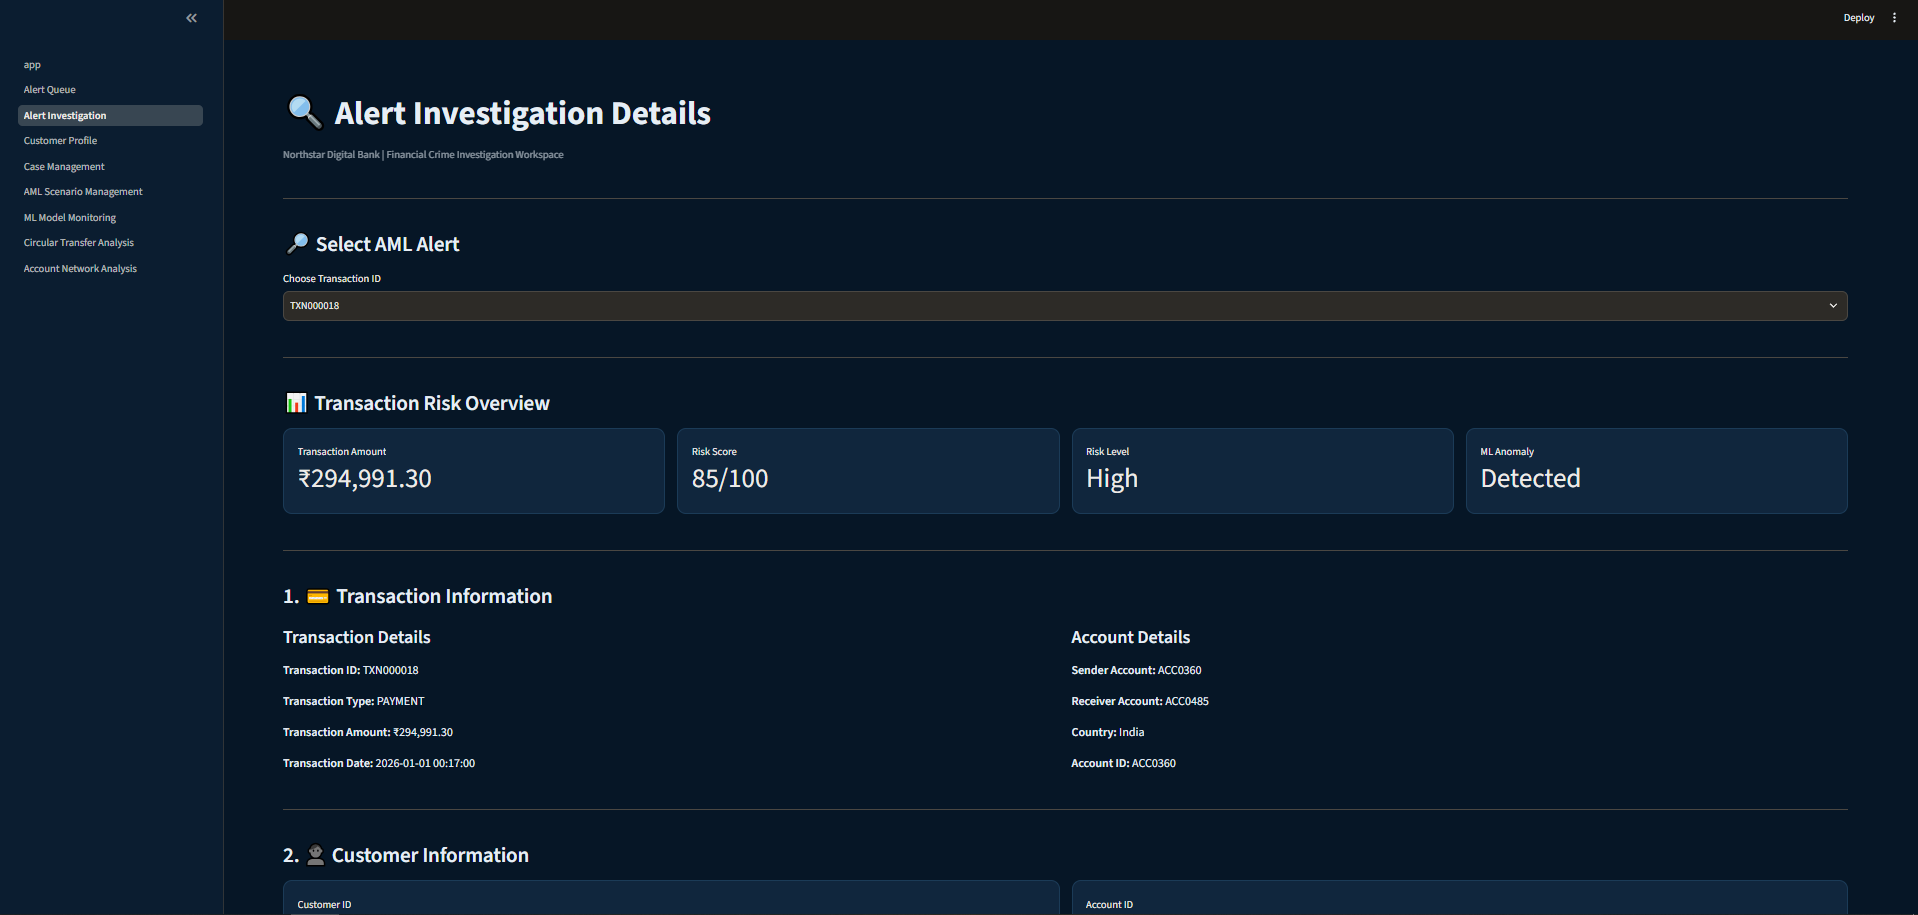 Deploy
app
Alert Queue
Alert Investigation
Customer Profile
Case Management
AML Scenario Management
ML Model Monitoring
Circular Transfer Analysis
Account Network Analysis
Alert Investigation Details
Northstar Digital Bank | Financial Crime Investigation Workspace
Select AML Alert
Choose Transaction ID
TXN000018
Transaction Risk Overview
Transaction Amount
₹294,991.30
Risk Score
85/100
Risk Level
High
ML Anomaly
Detected
1. Transaction Information
Transaction Details
Transaction ID: TXN000018
Transaction Type: PAYMENT
Transaction Amount: ₹294,991.30
Transaction Date: 2026-01-01 00:17:00
Account Details
Sender Account: ACC0360
Receiver Account: ACC0485
Country: India
Account ID: ACC0360
2. Customer Information
Customer ID
Account ID